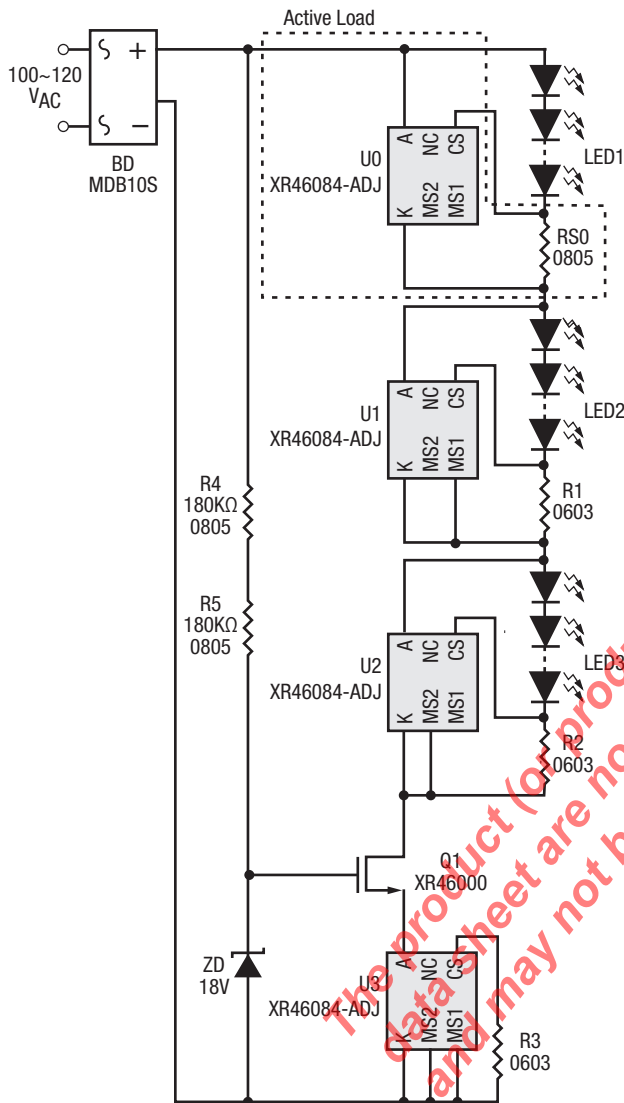 Active Load
100~120
VAC
BD
MDB10S
A
NC
CS
K
MS2
MS1
U0
XR46084-ADJ
LED1
RS0
0805
A
NC
CS
K
MS2
MS1
U1
XR46084-ADJ
LED2
R1
0603
R4
180KΩ
0805
R5
180KΩ
0805
A
NC
CS
K
MS2
MS1
U2
XR46084-ADJ
LED3
R2
0603
Q1
XR46000
ZD
18V
A
NC
CS
K
MS2
MS1
U3
XR46084-ADJ
R3
0603
The product (or produ
data sheet are no
and may not b